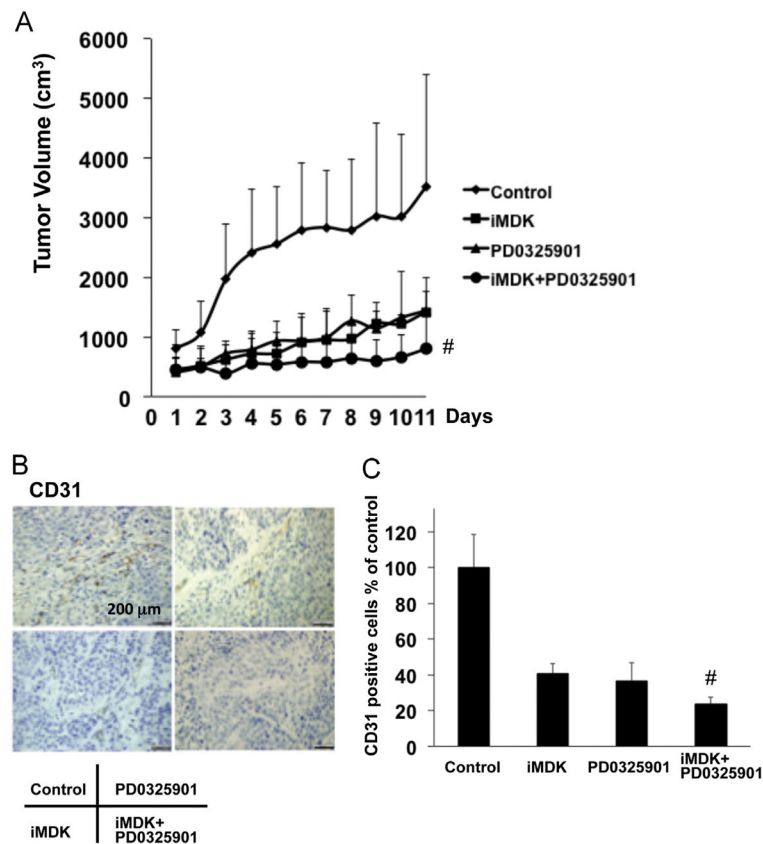 A
Tumor Volume (cm³)
6000
5000
4000
3000
2000
1000
0
0 1 2 3 4 5 6 7 8 9 10 11 Days
Control
iMDK
PD0325901
iMDK+PD0325901
#
B
CD31
200 μm
Control PD0325901
iMDK iMDK+
PD0325901
C
CD31 positive cells % of control
120
100
80
60
40
20
0
#
Control iMDK PD0325901 iMDK+
PD0325901